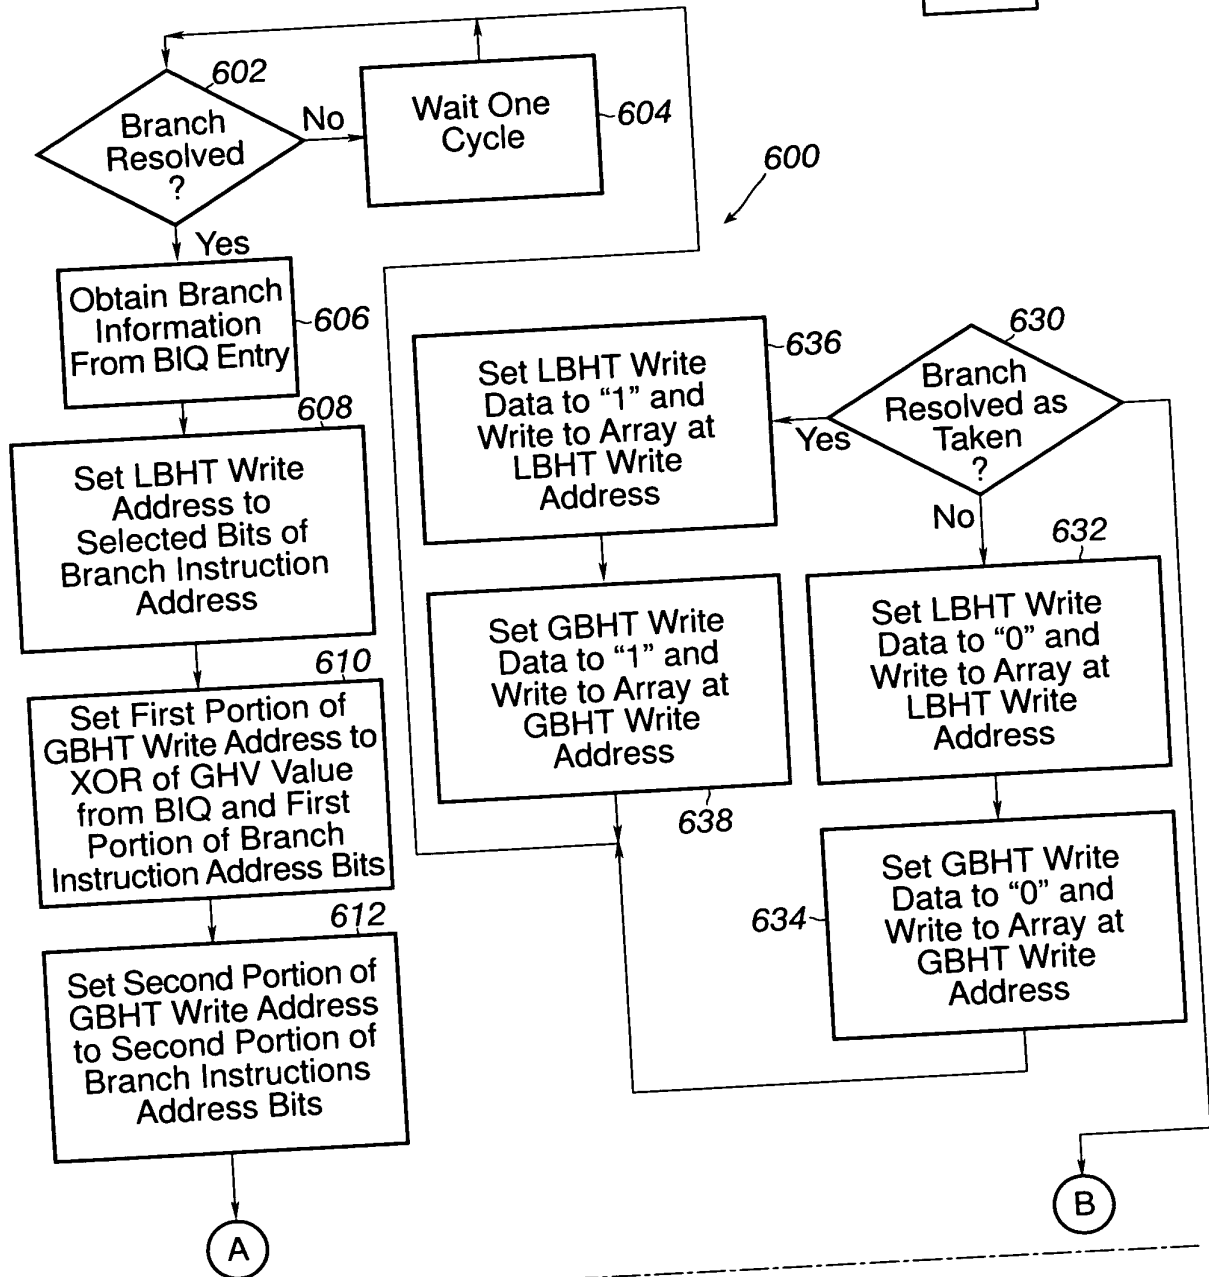 602
Branch
Resolved
?
No
Yes
Wait One
Cycle
604
600
Obtain Branch
Information
From BIQ Entry
606
608
Set LBHT Write
Address to
Selected Bits of
Branch Instruction
Address
610
Set First Portion of
GBHT Write Address to
XOR of GHV Value
from BIQ and First
Portion of Branch
Instruction Address Bits
612
Set Second Portion of
GBHT Write Address
to Second Portion of
Branch Instructions
Address Bits
A
636
Set LBHT Write
Data to “1” and
Write to Array at
LBHT Write
Address
Set GBHT Write
Data to “1” and
Write to Array at
GBHT Write
Address
638
630
Branch
Resolved as
Taken
?
Yes
No
632
Set LBHT Write
Data to “0” and
Write to Array at
LBHT Write
Address
634
Set GBHT Write
Data to “0” and
Write to Array at
GBHT Write
Address
B